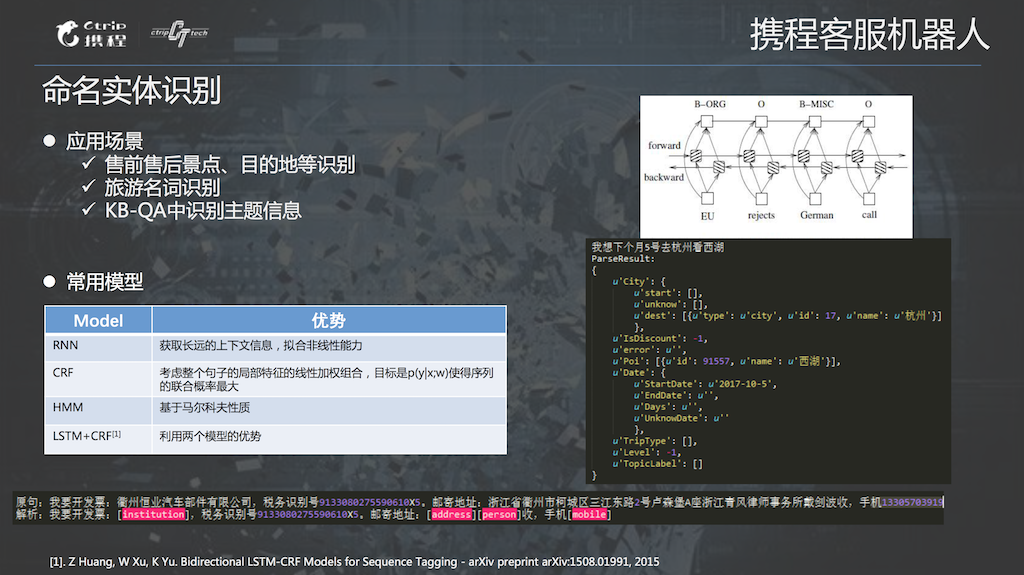 Ctrip
携程
ctrip tech
携程客服机器人
命名实体识别
● 应用场景
✓ 售前售后景点、目的地等识别
✓ 旅游名词识别
✓ KB-QA中识别主题信息
● 常用模型
Model 优势
RNN 获取长远的上下文信息，拟合非线性能力
CRF 考虑整个句子的局部特征的线性加权组合，目标是p(y|x;w)使得序列
的联合概率最大
HMM 基于马尔科夫性质
LSTM+CRF[1] 利用两个模型的优势
B-ORG O B-MISC O
forward
backward
EU rejects German call
我想下个月5号去杭州看西湖
ParseResult:
{
u'City': {
u'start': [],
u'unknow': [],
u'dest': [{u'type': u'city', u'id': 17, u'name': u'杭州'}]
},
u'IsDiscount': -1,
u'error': u'',
u'Poi': [{u'id': 91557, u'name': u'西湖'}],
u'Date': {
u'StartDate': u'2017-10-5',
u'EndDate': u'',
u'Days': u'',
u'UnknowDate': u''
},
u'TripType': [],
u'Level': -1,
u'TopicLabel': []
}
原句: 我要开发票: 衢州恒业汽车部件有限公司, 税务识别号9133080275590610X5。邮寄地址: 浙江省衢州市柯城区三江东路2号卢森堡A座浙江青风律师事务所戴剑波收, 手机13305703919
解析: 我要开发票: [institution], 税务识别号9133080275590610X5。邮寄地址: [address][person]收, 手机[mobile]
[1]. Z Huang, W Xu, K Yu. Bidirectional LSTM-CRF Models for Sequence Tagging - arXiv preprint arXiv:1508.01991, 2015